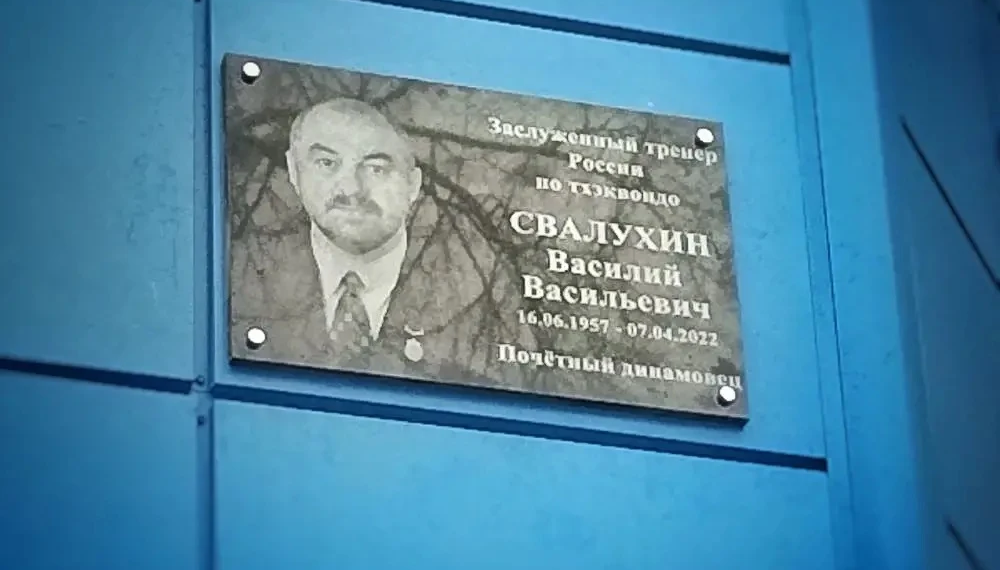 Заслуженный тренер
России
по тхэквондо
СВАЛУХИН
Василий
Васильевич
16.06.1957 - 07.04.2022
Почётный динамовец